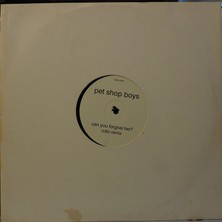 pet shop boys
can you forgive her?
rollo remix